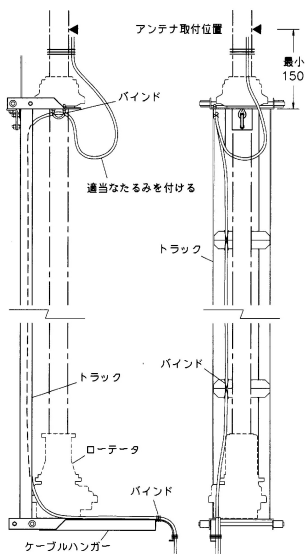 アンテナ取付位置
最小
150
バインド
適当なたるみを付ける
トラック
バインド
トラック
ローテータ
バインド
ケーブルハンガー